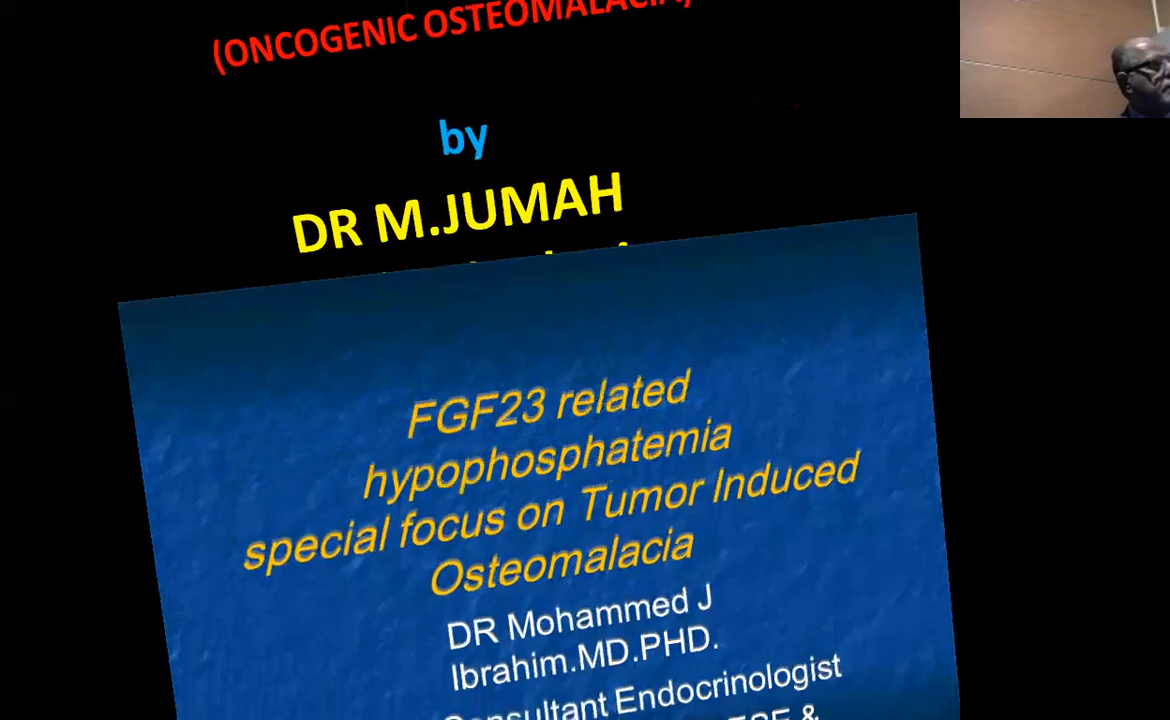 (ONCOGENIC OSTEOMALACIA)
by
DR M.JUMAH
FGF23 related
hypophosphatemia
special focus on Tumor Induced
Osteomalacia
DR Mohammed J
Ibrahim.MD.PHD.
Consultant Endocrinologist
&